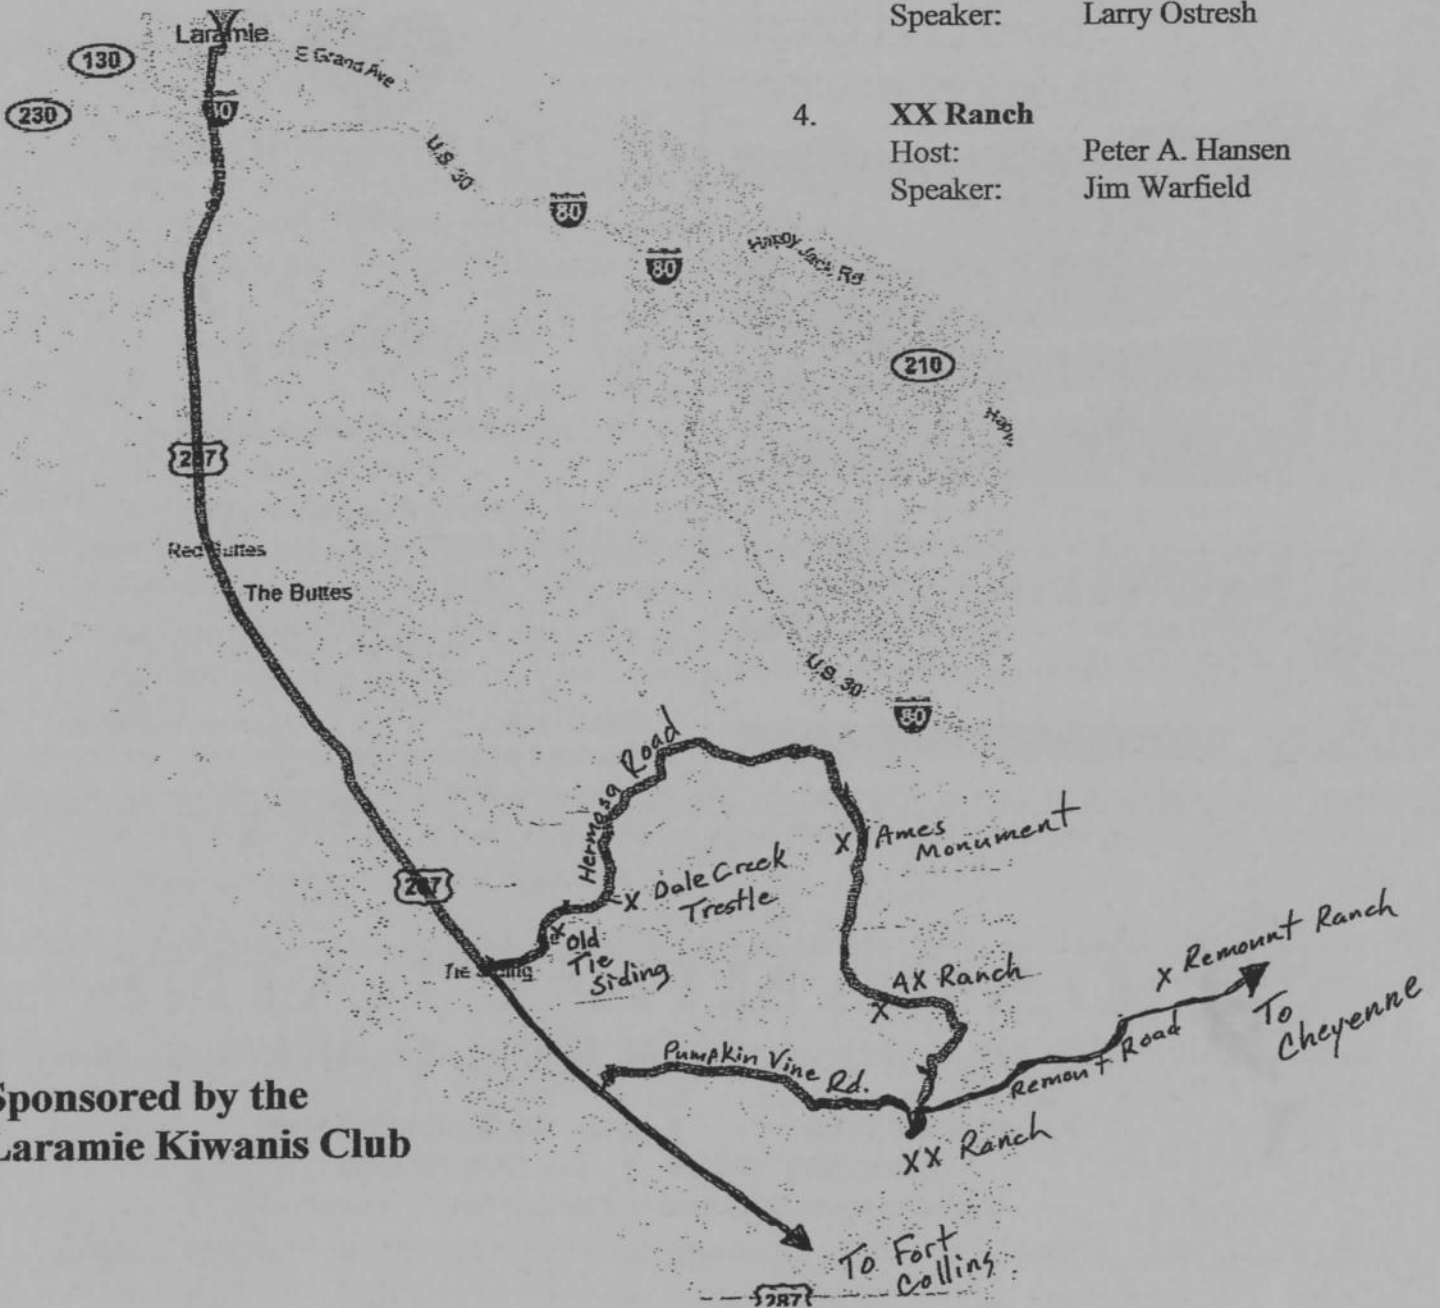 Speaker: Larry Ostresh
4. XX Ranch
Host: Peter A. Hansen
Speaker: Jim Warfield
Laramie
130
E Grand Ave
230
80
U.S. 30
80
80
Happy Jack Rd
210
287
Red Buttes
The Buttes
U.S. 30
80
Hermosa Road
X Ames
Monument
287
X Dale Creek
Trestle
X Old
Tie
Siding
Tie Siding
AX Ranch
X
X Remount Ranch
To
Cheyenne
Pumpkin Vine Rd.
Remount Road
XX Ranch
Sponsored by the
Laramie Kiwanis Club
To Fort
Collins
287